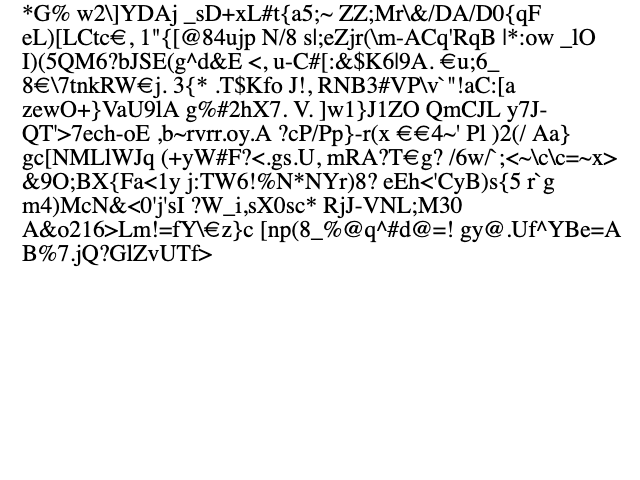 *G% w2\]YDAj _sD+xL#t{a5;~ ZZ;Mr\&/DA/D0{qF
eL)[LCtc€, 1"{[@84ujp N/8 s|;eZjr(\m-ACq'RqB |*:ow _lO
I)(5QM6?bJSE(g^d&E <, u-C#[:&$K6|9A. €u;6_
8€\7tnkRW€j. 3{* .T$Kfo J!, RNB3#VP\v`"!aC:[a
zewO+}VaU9lA g%#2hX7. V. ]w1}J1ZO QmCJL y7J-
QT'>7ech-oE ,b~rvrr.oy.A ?cP/Pp}-r(x €€4~' Pl )2(/ Aa}
gc[NMLlWJq (+yW#F?<.gs.U, mRA?T€g? /6w/`;<~\c\c=~x>
&9O;BX{Fa<1y j:TW6!%N*NYr)8? eEh<'CyB)s{5 r`g
m4)McN&<0'j'sI ?W_i,sX0sc* RjJ-VNL;M30
A&o216>Lm!=fY\€z}c [np(8_%@q^#d@=! gy@.Uf^YBe=A
B%7.jQ?GlZvUTf>